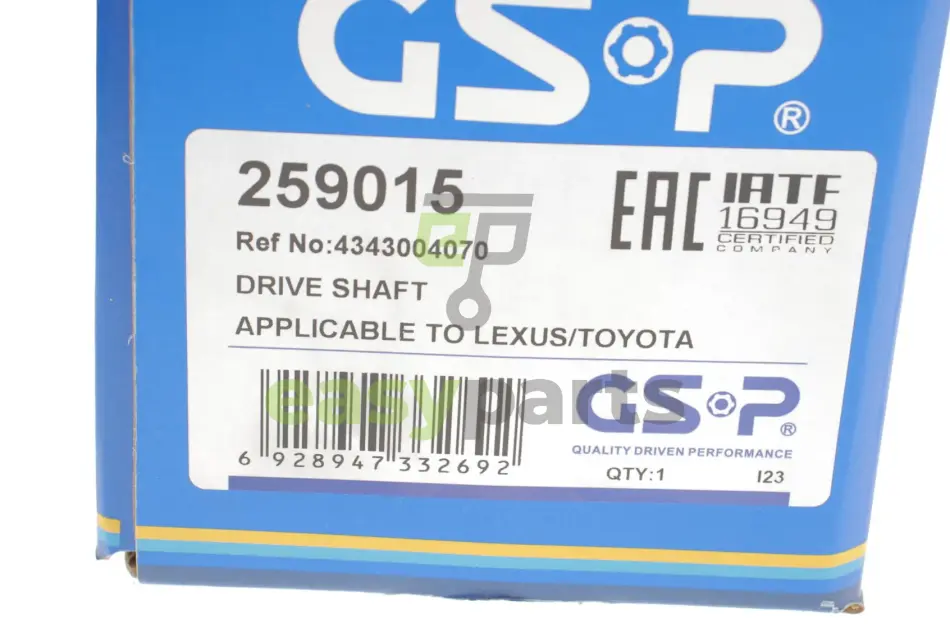 GSP
®
259015
Ref No:4343004070
DRIVE SHAFT
APPLICABLE TO LEXUS/TOYOTA
EAC
IATF
16949
CERTIFIED
COMPANY
ep
easyparts
6 928947 332692
GSP®
QUALITY DRIVEN PERFORMANCE
QTY:1
I23